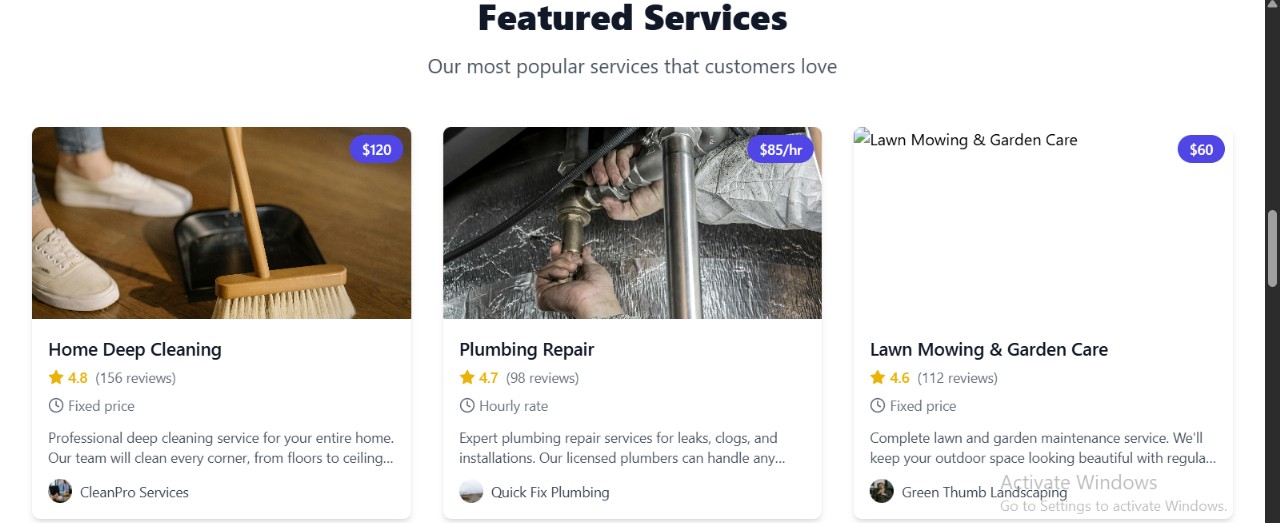 Featured Services
Our most popular services that customers love
$120
$85/hr
Lawn Mowing & Garden Care
$60
Home Deep Cleaning
4.8 (156 reviews)
Fixed price
Professional deep cleaning service for your entire home.
Our team will clean every corner, from floors to ceiling...
CleanPro Services
Plumbing Repair
4.7 (98 reviews)
Hourly rate
Expert plumbing repair services for leaks, clogs, and
installations. Our licensed plumbers can handle any...
Quick Fix Plumbing
Lawn Mowing & Garden Care
4.6 (112 reviews)
Fixed price
Complete lawn and garden maintenance service. We'll
keep your outdoor space looking beautiful with regula...
Green Thumb Landscaping
Activate Windows
Go to Settings to activate Windows.